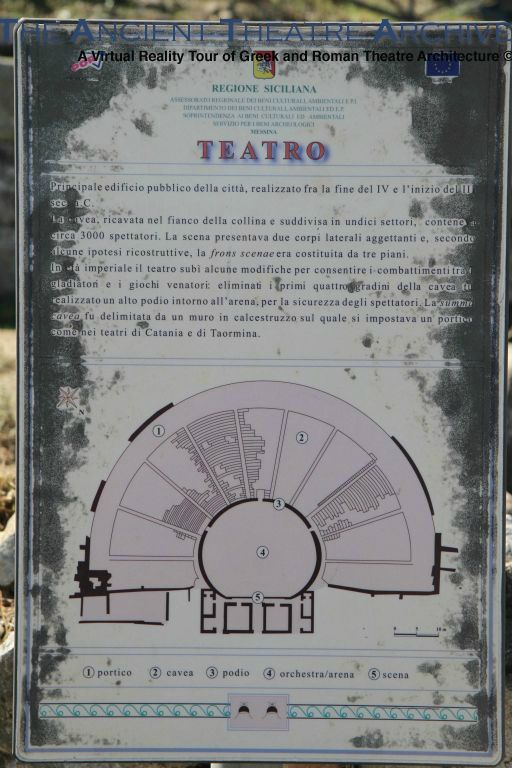 THE ANCIENT THEATRE ARCHIVE
A Virtual Reality Tour of Greek and Roman Theatre Architecture ©
REGIONE SICILIANA
ASSESSORATO REGIONALE DEI BENI CULTURALI, AMBIENTALI E P.I.
DIPARTIMENTO DEI BENI CULTURALI, AMBIENTALI ED E.P.
SOPRINTENDENZA AI BENI CULTURALI ED AMBIENTALI
SERVIZIO PER I BENI ARCHEOLOGICI
MESSINA
TEATRO
Principale edificio pubblico della città, realizzato fra la fine del IV e l'inizio del III
sec. a.C.
La cavea, ricavata nel fianco della collina e suddivisa in undici settori, contene
circa 3000 spettatori. La scena presentava due corpi laterali aggettanti e, secondo
alcune ipotesi ricostruttive, la frons scenae era costituita da tre piani.
In età imperiale il teatro subì alcune modifiche per consentire i combattimenti tra i
gladiatori e i giochi venatori: eliminati i primi quattro gradini della cavea fu
realizzato un alto podio intorno all'arena, per la sicurezza degli spettatori. La summa
cavea fu delimitata da un muro in calcestruzzo sul quale si impostava un portico
come nei teatri di Catania e di Taormina.
N
1
2
3
4
5
10 m
1 portico 2 cavea 3 podio 4 orchestra/arena 5 scena